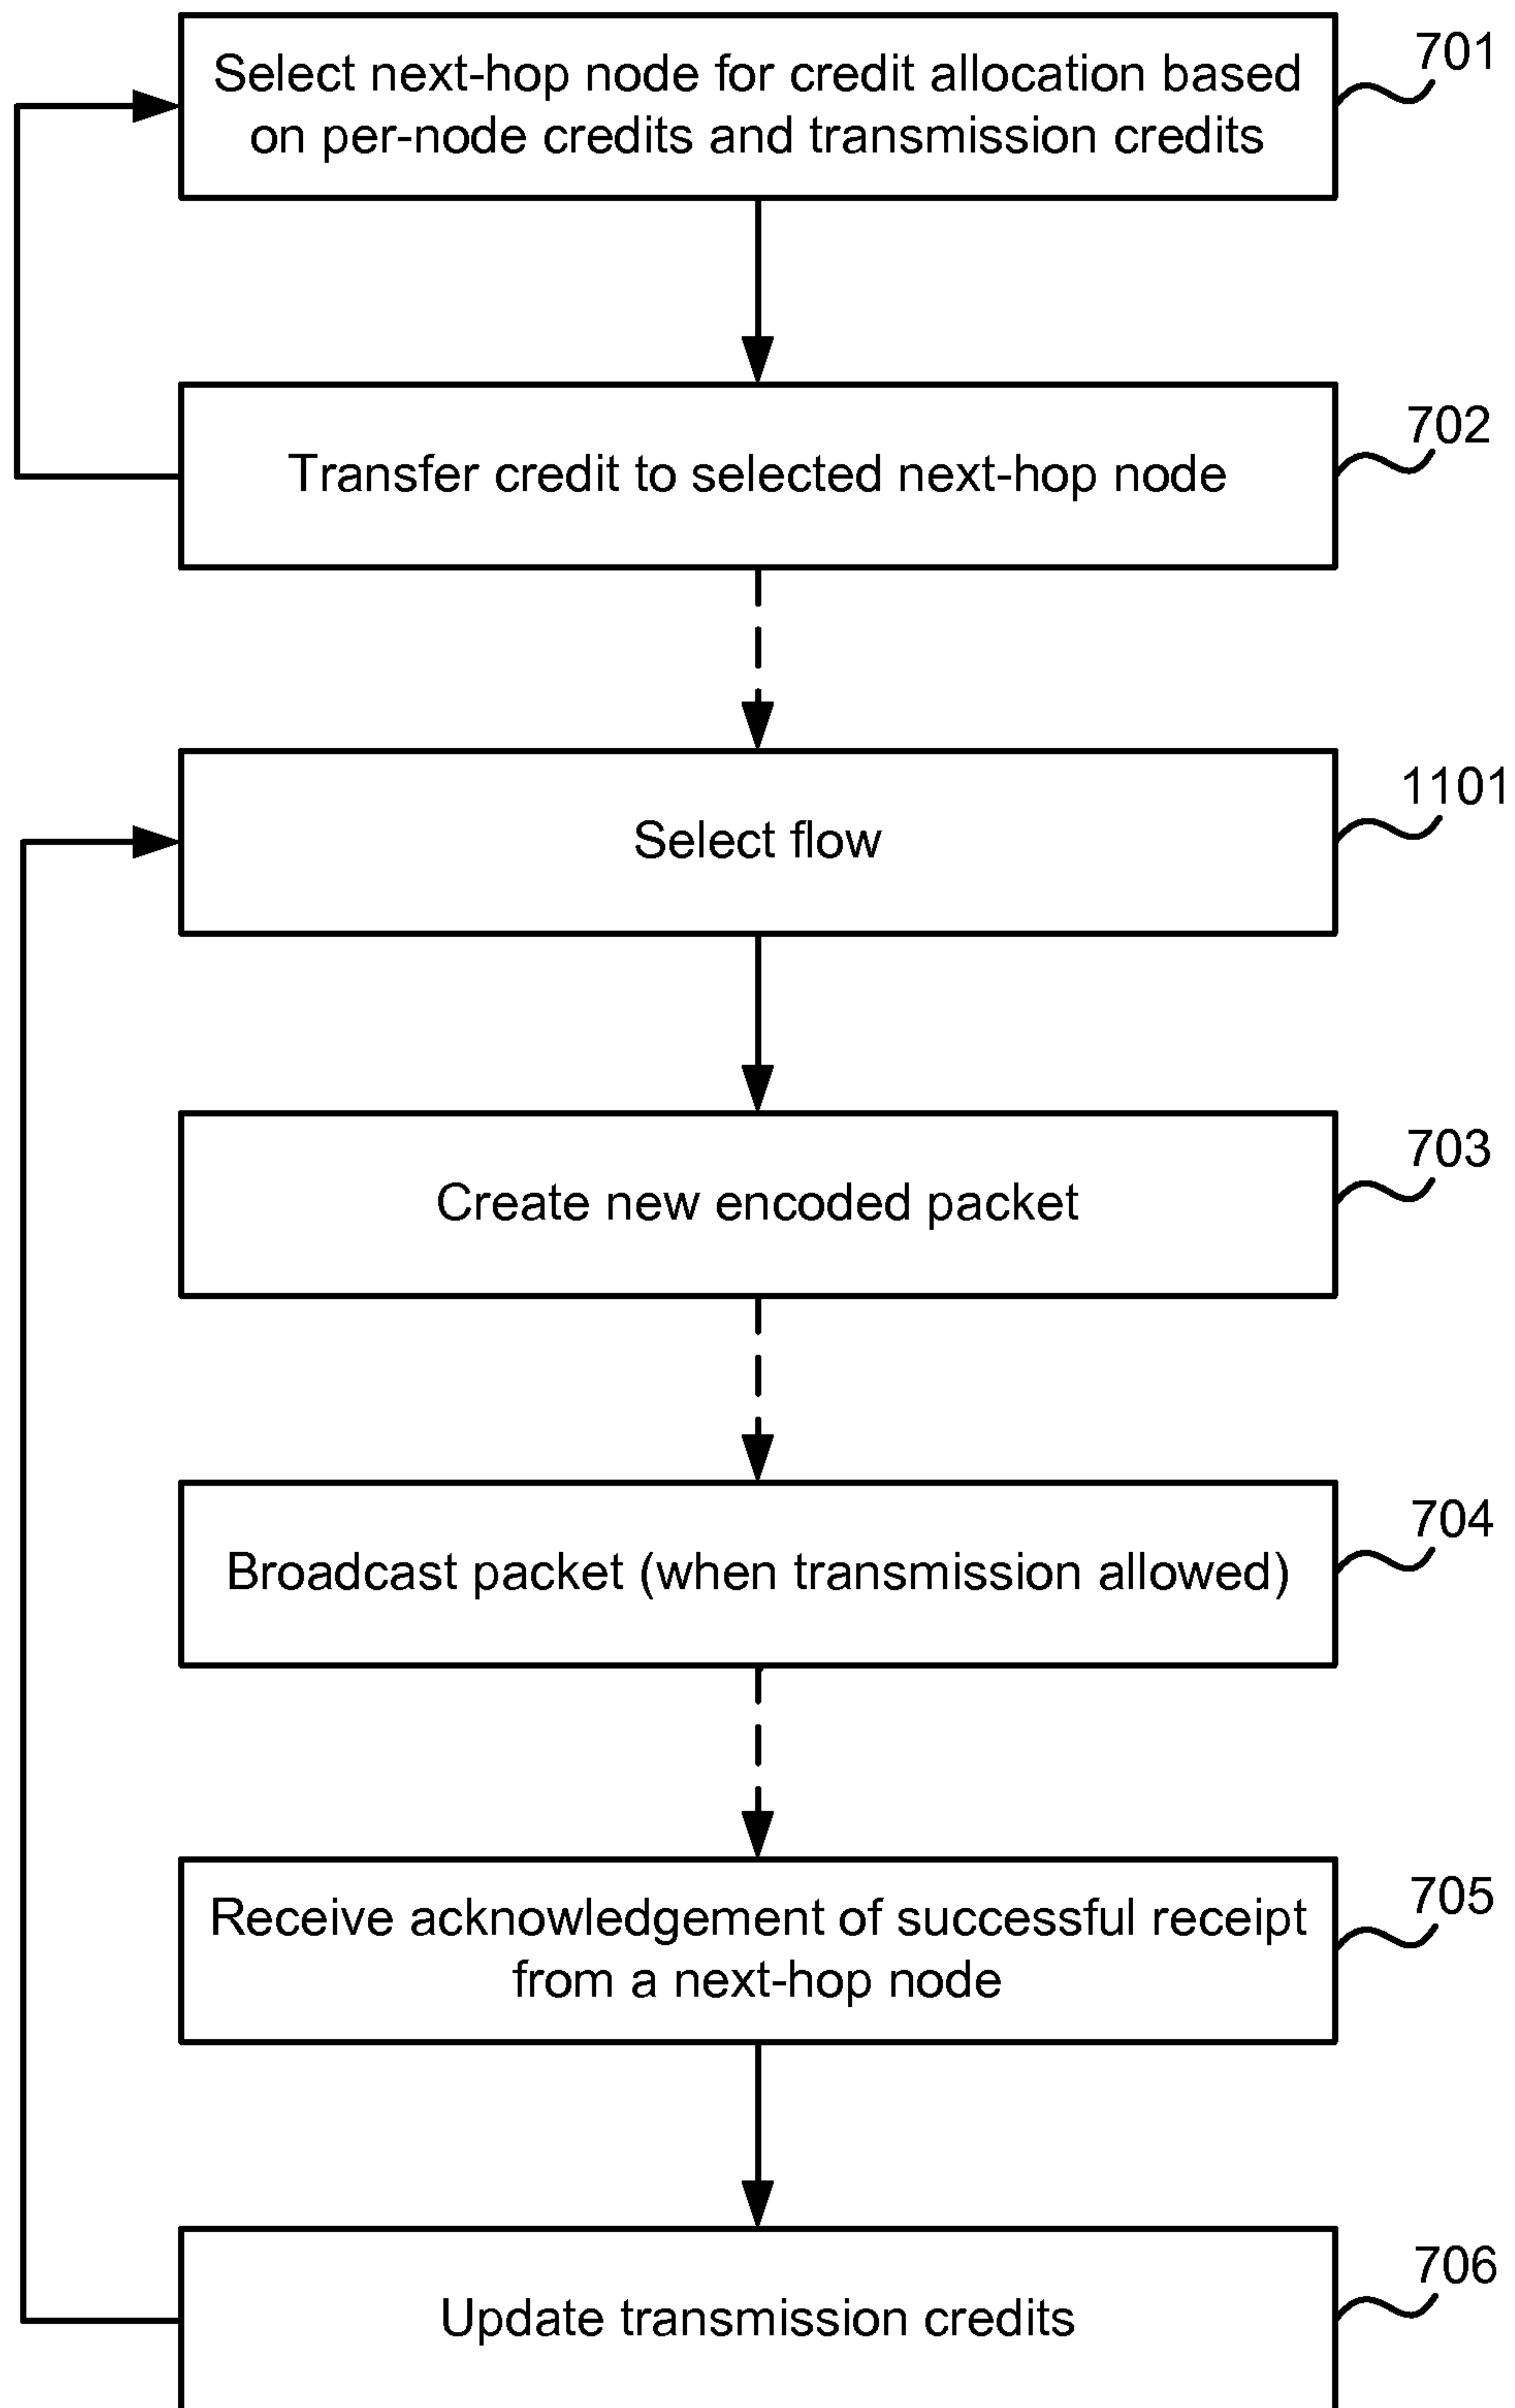 Select next-hop node for credit allocation based
on per-node credits and transmission credits
701
Transfer credit to selected next-hop node
702
Select flow
1101
Create new encoded packet
703
Broadcast packet (when transmission allowed)
704
Receive acknowledgement of successful receipt
from a next-hop node
705
Update transmission credits
706